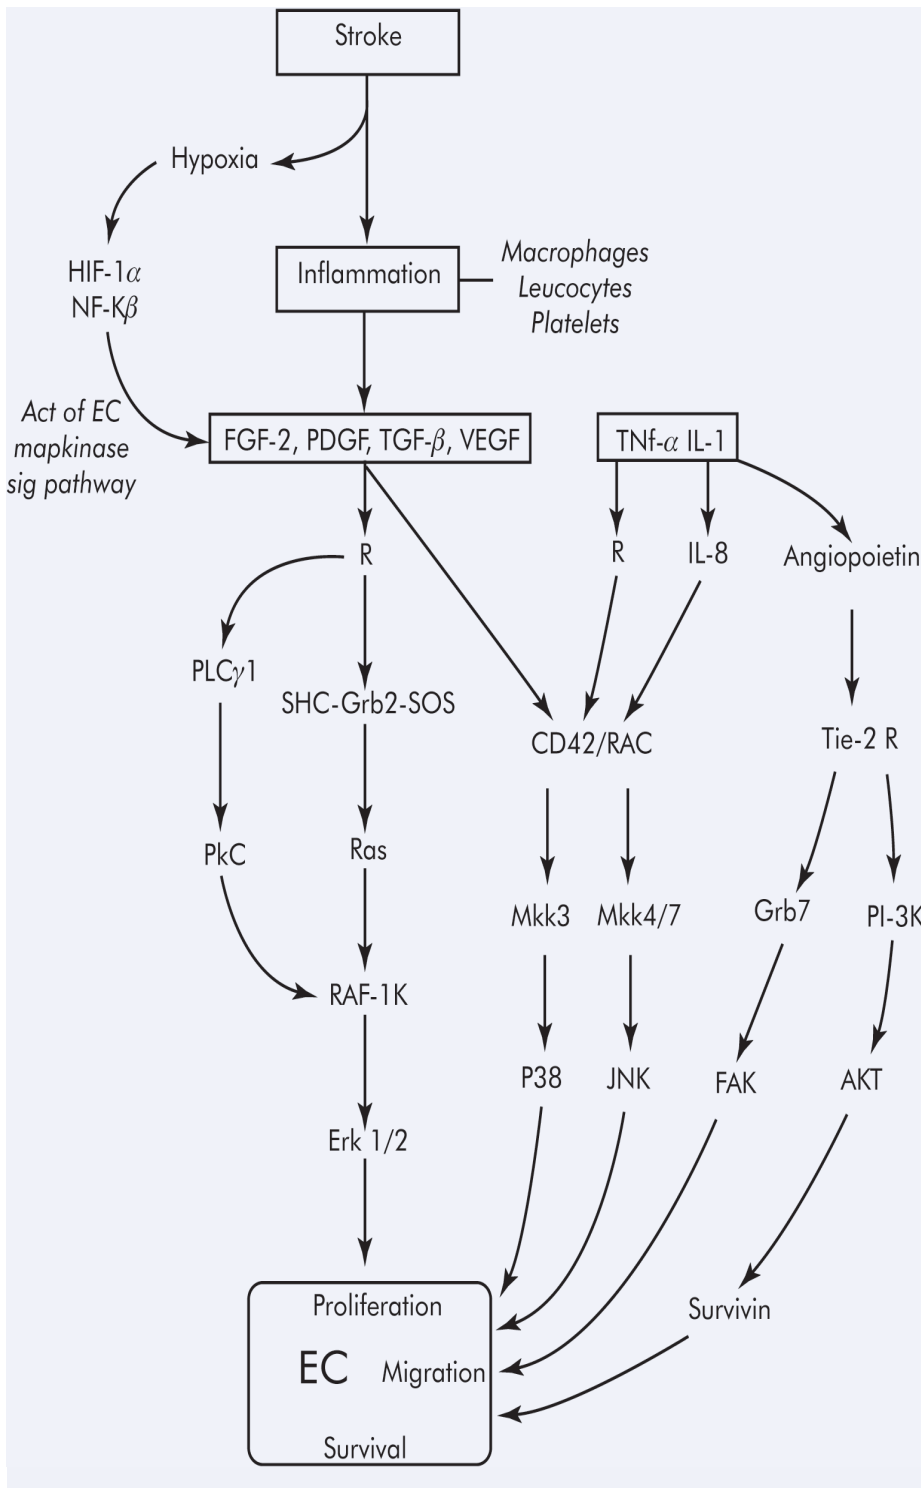 Stroke
Hypoxia
Macrophages
Leucocytes
Platelets
Inflammation
HIF-1α
NF-Kβ
Act of EC
mapkinase
sig pathway
FGF-2, PDGF, TGF-β, VEGF
TNf-α IL-1
R
R
IL-8
Angiopoietin
PLCγ1
SHC-Grb2-SOS
CD42/RAC
Tie-2 R
PkC
Ras
Mkk3
Mkk4/7
Grb7
PI-3K
RAF-1K
P38
JNK
FAK
AKT
Erk 1/2
Proliferation
Survivin
EC
Migration
Survival